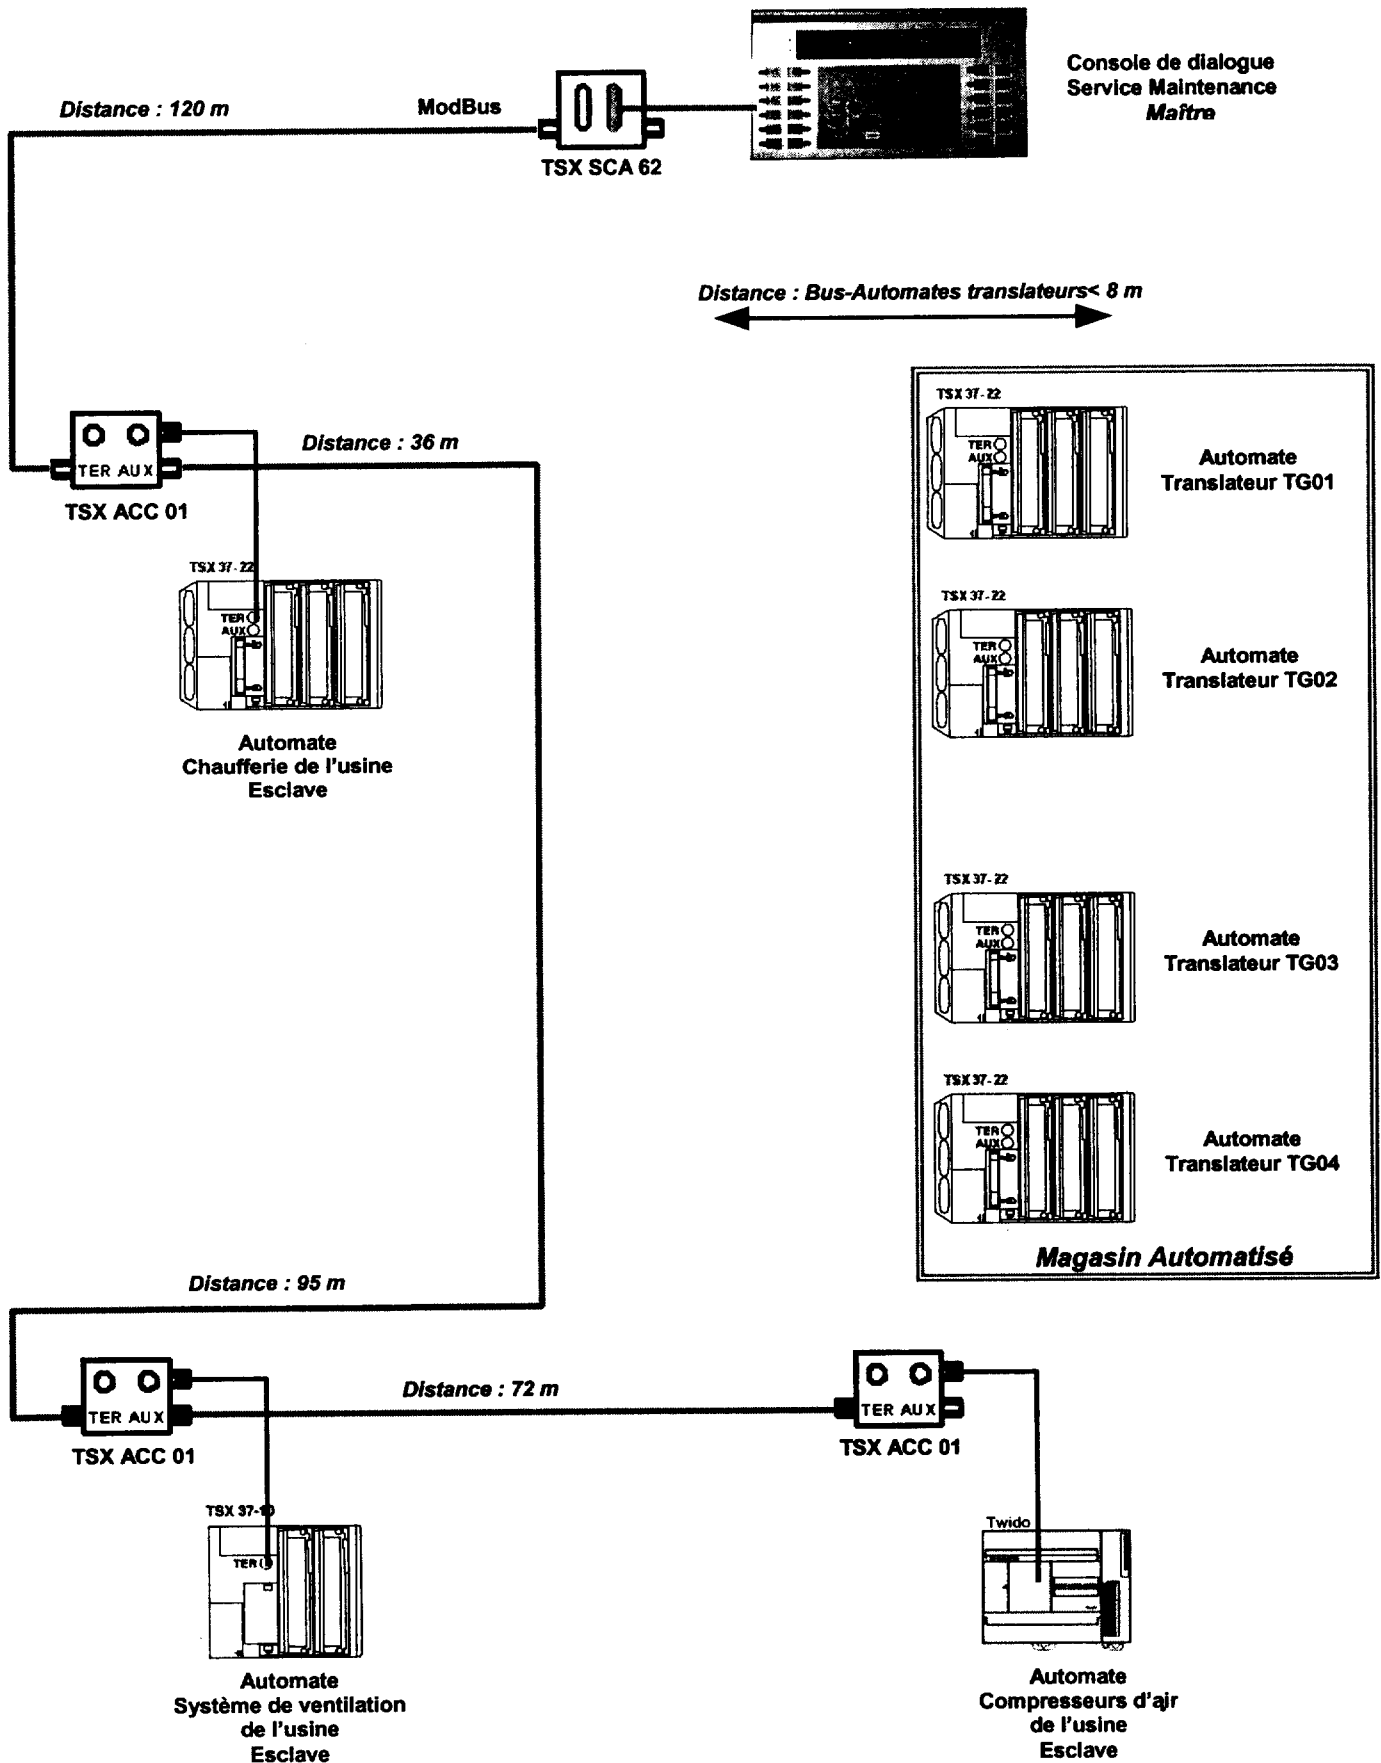 Console de dialogue
Service Maintenance
Maître
Distance : 120 m
ModBus
TSX SCA 62
Distance : Bus-Automates translateurs< 8 m
TSX 37-22
TER
AUX
Automate
Translateur TG01
Distance : 36 m
TER AUX
TSX ACC 01
TSX 37-22
TER
AUX
Automate
Chaufferie de l'usine
Esclave
TSX 37-22
TER
AUX
Automate
Translateur TG02
TSX 37-22
TER
AUX
Automate
Translateur TG03
TSX 37-22
TER
AUX
Automate
Translateur TG04
Magasin Automatisé
Distance : 95 m
TER AUX
TSX ACC 01
Distance : 72 m
TER AUX
TSX ACC 01
TSX 37-10
TER
Automate
Système de ventilation
de l'usine
Esclave
Twido
Automate
Compresseurs d'air
de l'usine
Esclave